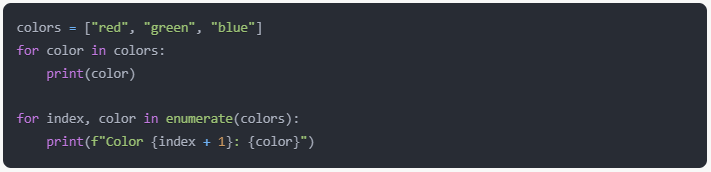 colors = ["red", "green", "blue"]
for color in colors:
    print(color)

for index, color in enumerate(colors):
    print(f"Color {index + 1}: {color}")